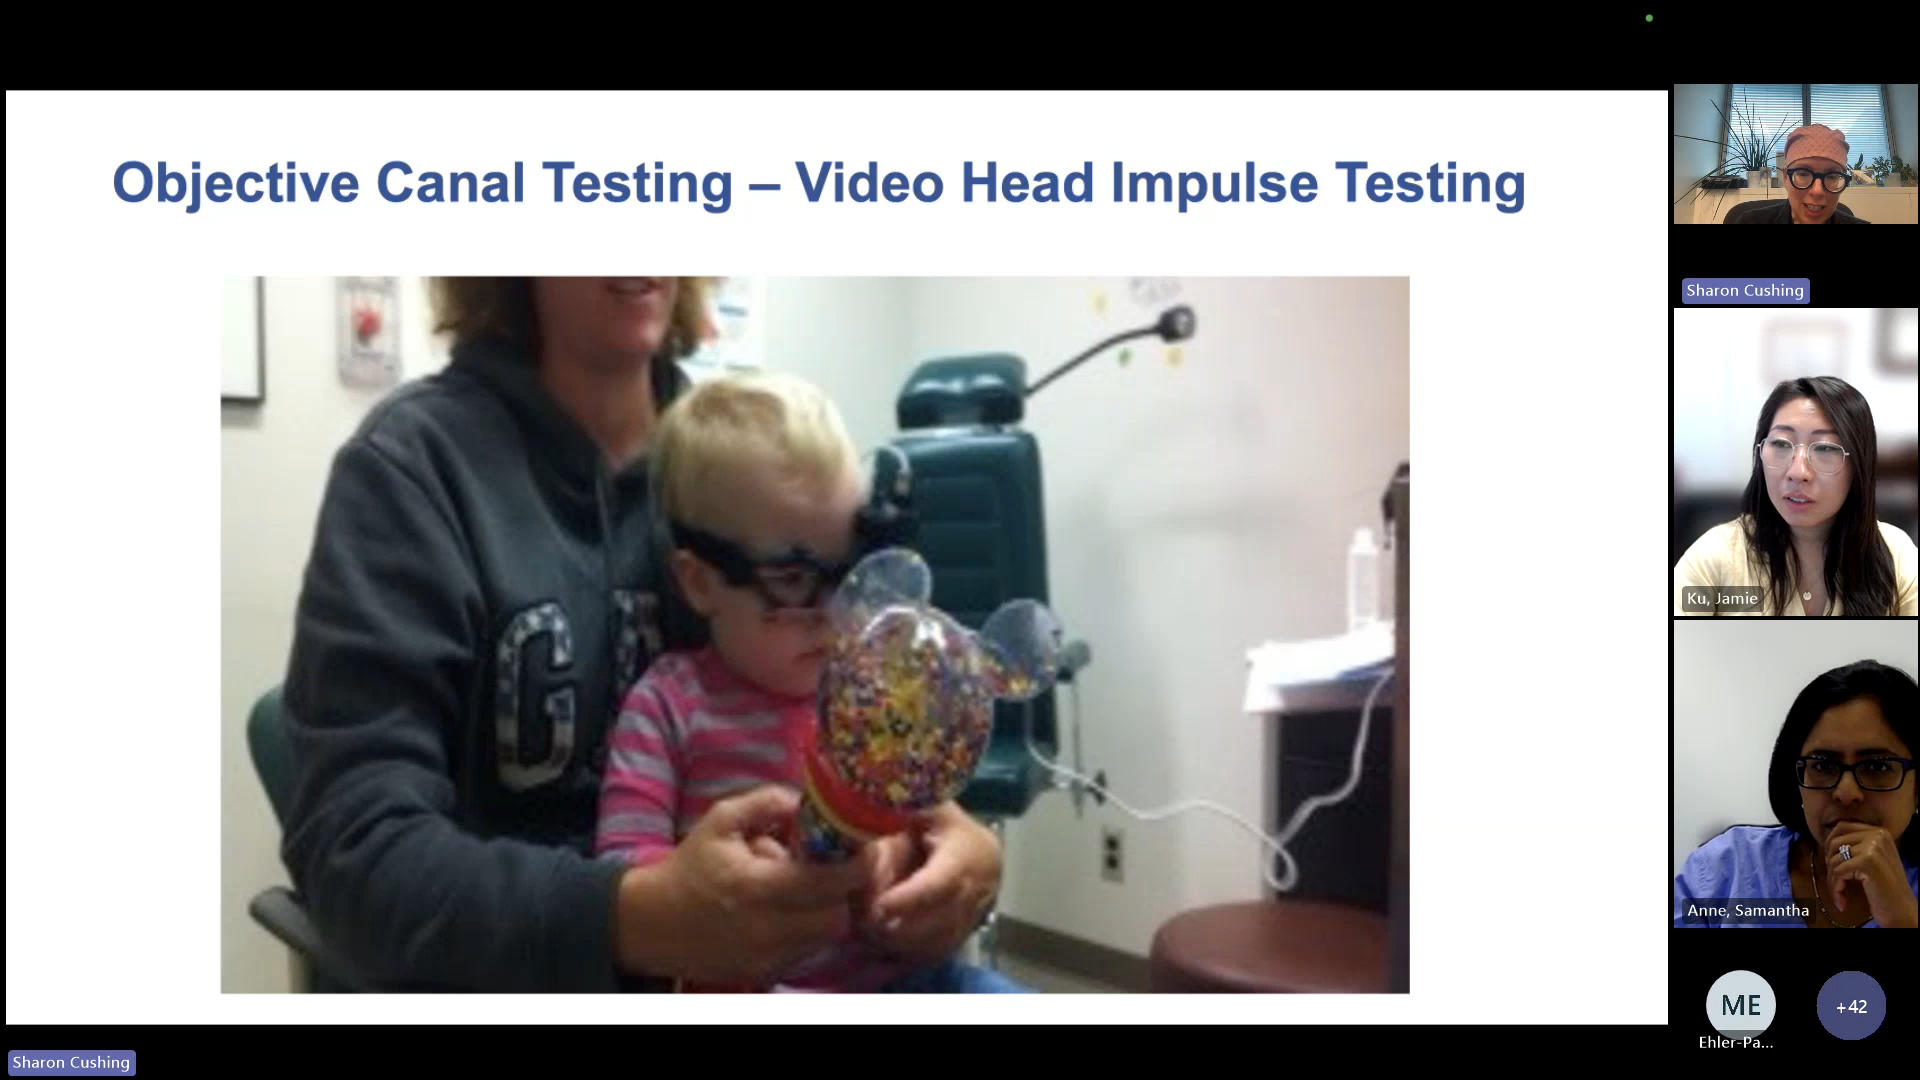 Objective Canal Testing – Video Head Impulse Testing
Sharon Cushing
Ku, Jamie
Anne, Samantha
ME
+42
Ehler-Pa...
Sharon Cushing